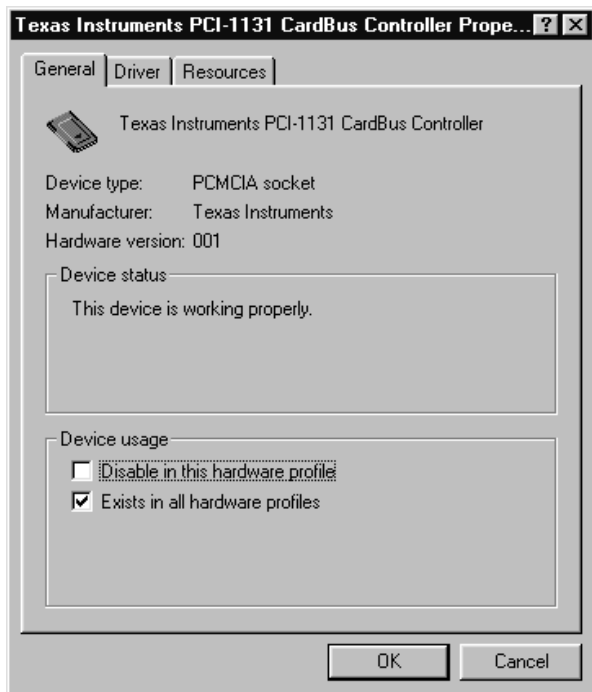 Texas Instruments PCI-1131 CardBus Controller Prope... ? X
General Driver Resources
Texas Instruments PCI-1131 CardBus Controller
Device type: PCMCIA socket
Manufacturer: Texas Instruments
Hardware version: 001
Device status
This device is working properly.
Device usage
Disable in this hardware profile
Exists in all hardware profiles
OK Cancel